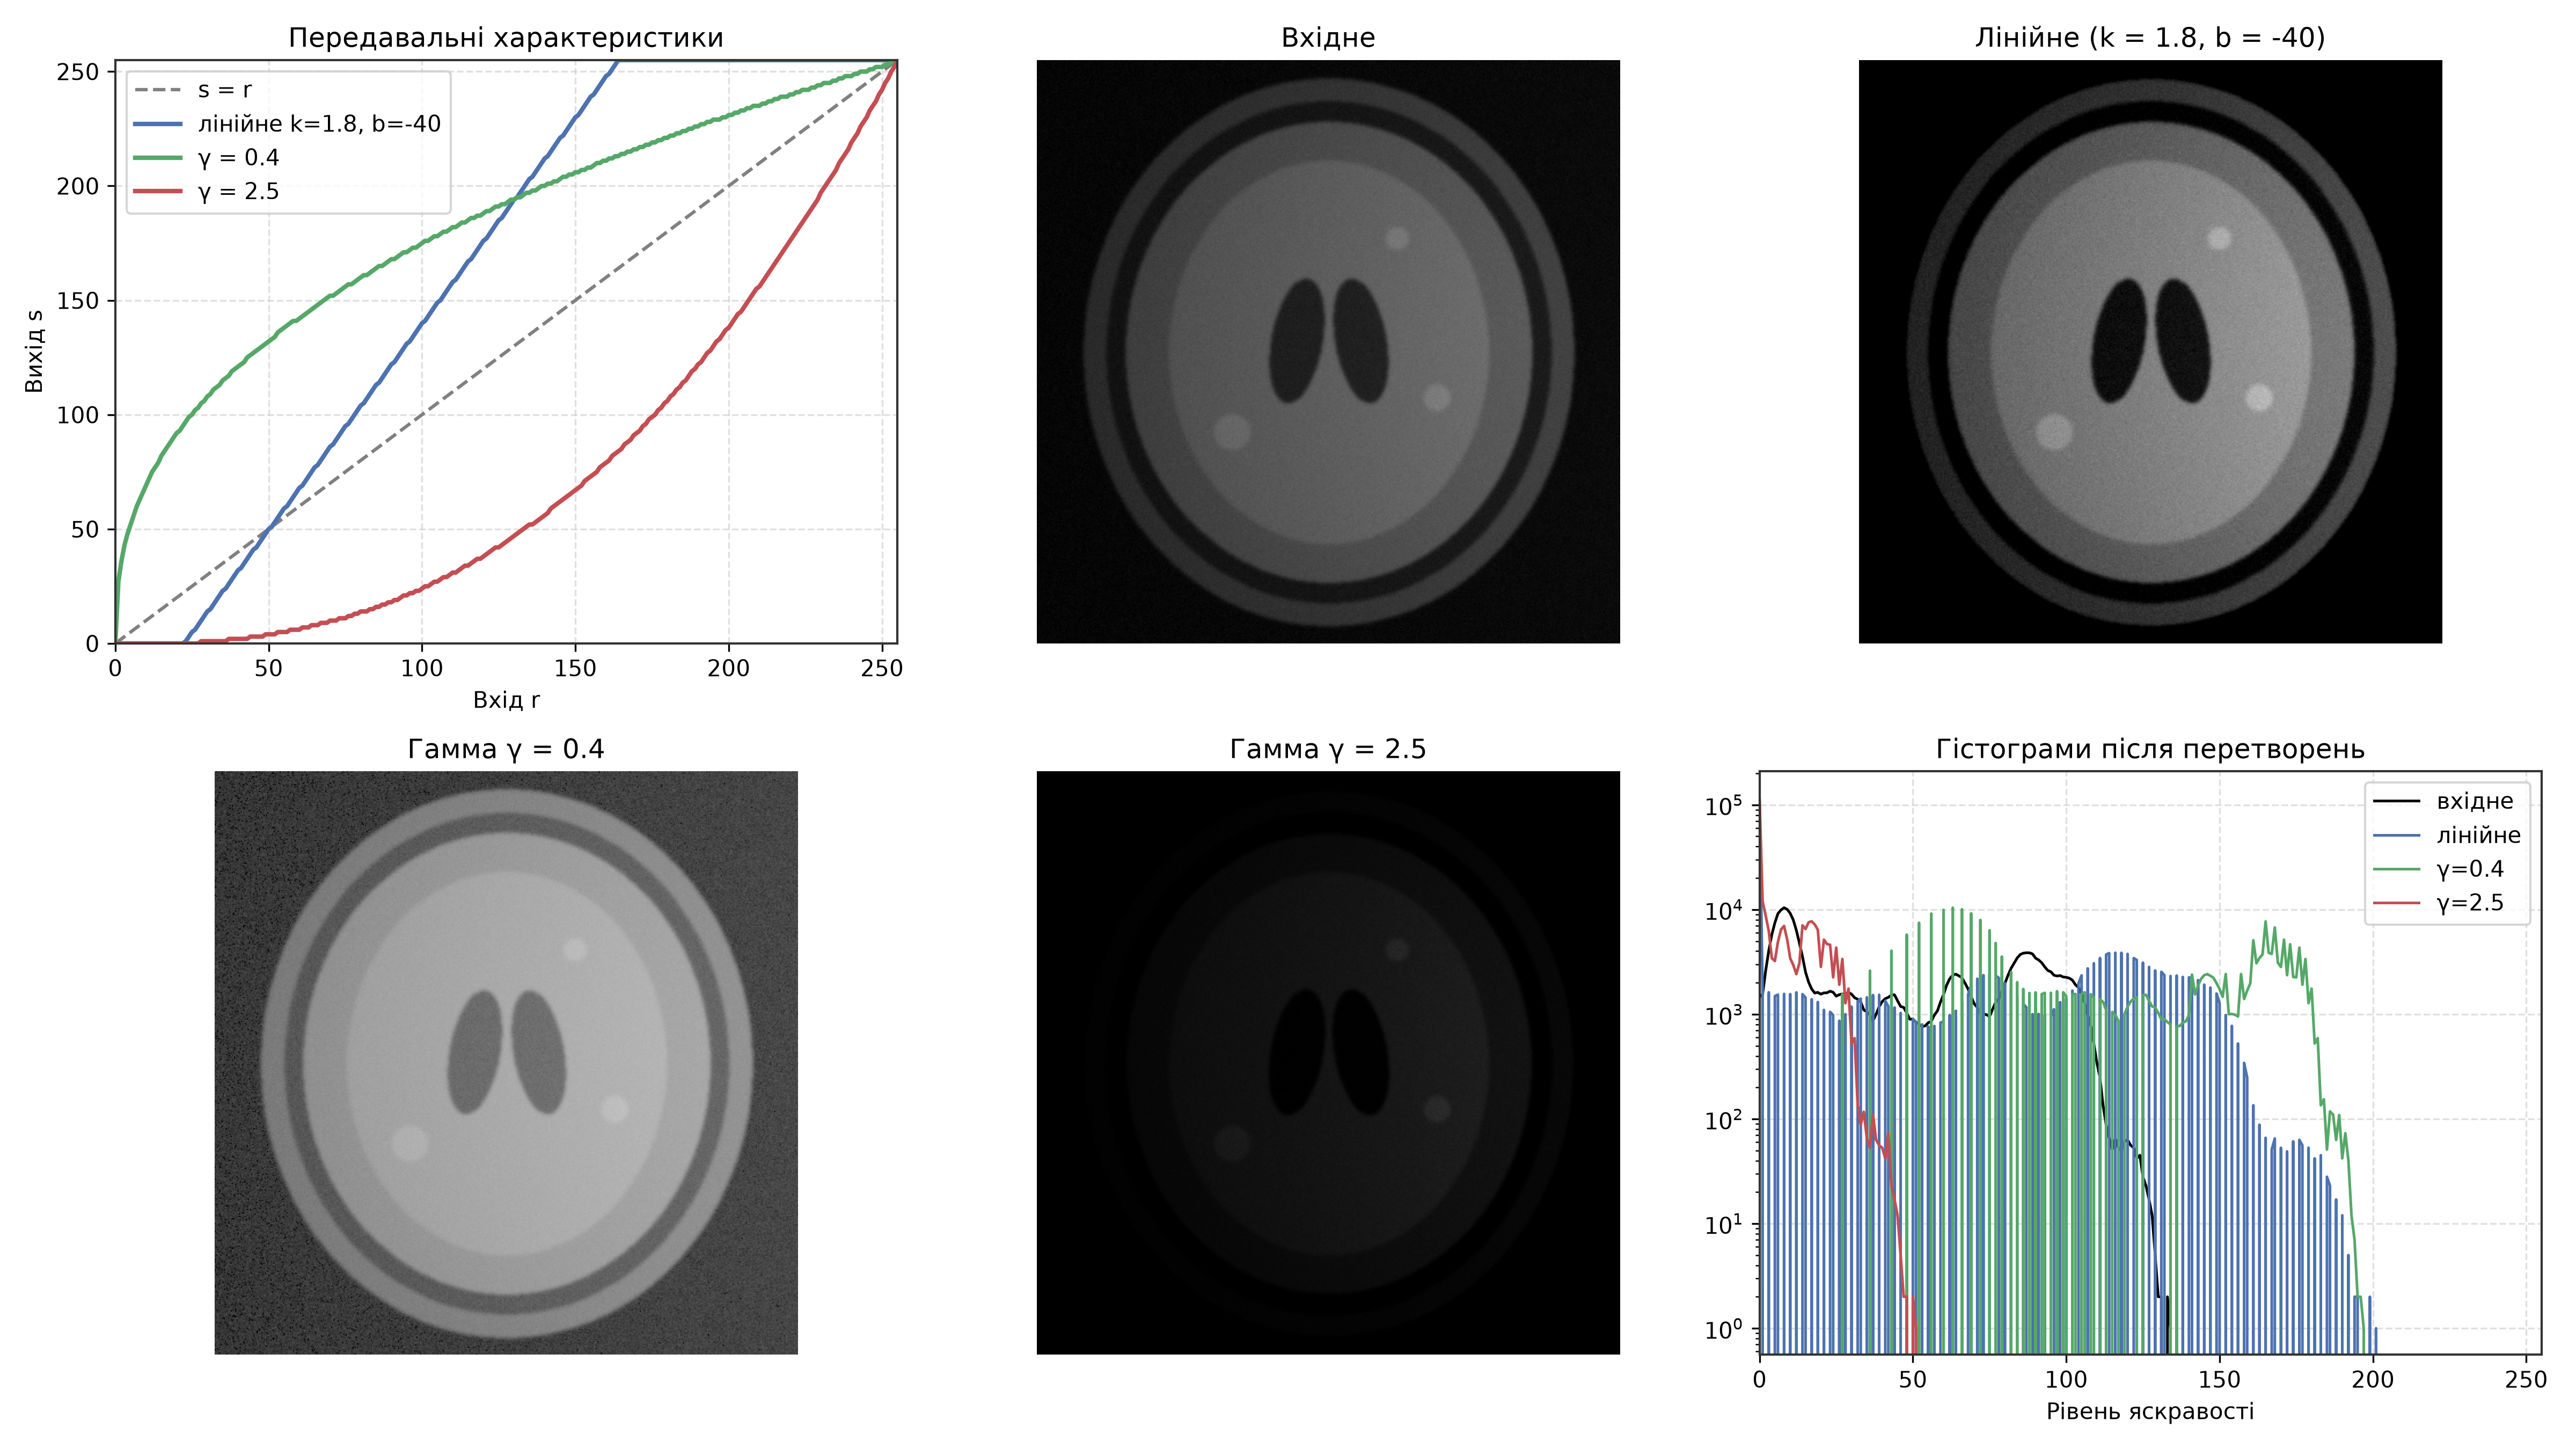 Передавальні характеристики
250
200
150
100
50
0
Вихід s
s = r
лінійне k=1.8, b=-40
γ = 0.4
γ = 2.5
0 50 100 150 200 250
Вхід r
Вхідне
Лінійне (k = 1.8, b = -40)
Гамма γ = 0.4
Гамма γ = 2.5
Гістограми після перетворень
10⁵
10⁴
10³
10²
10¹
10⁰
вхідне
лінійне
γ=0.4
γ=2.5
0 50 100 150 200 250
Рівень яскравості